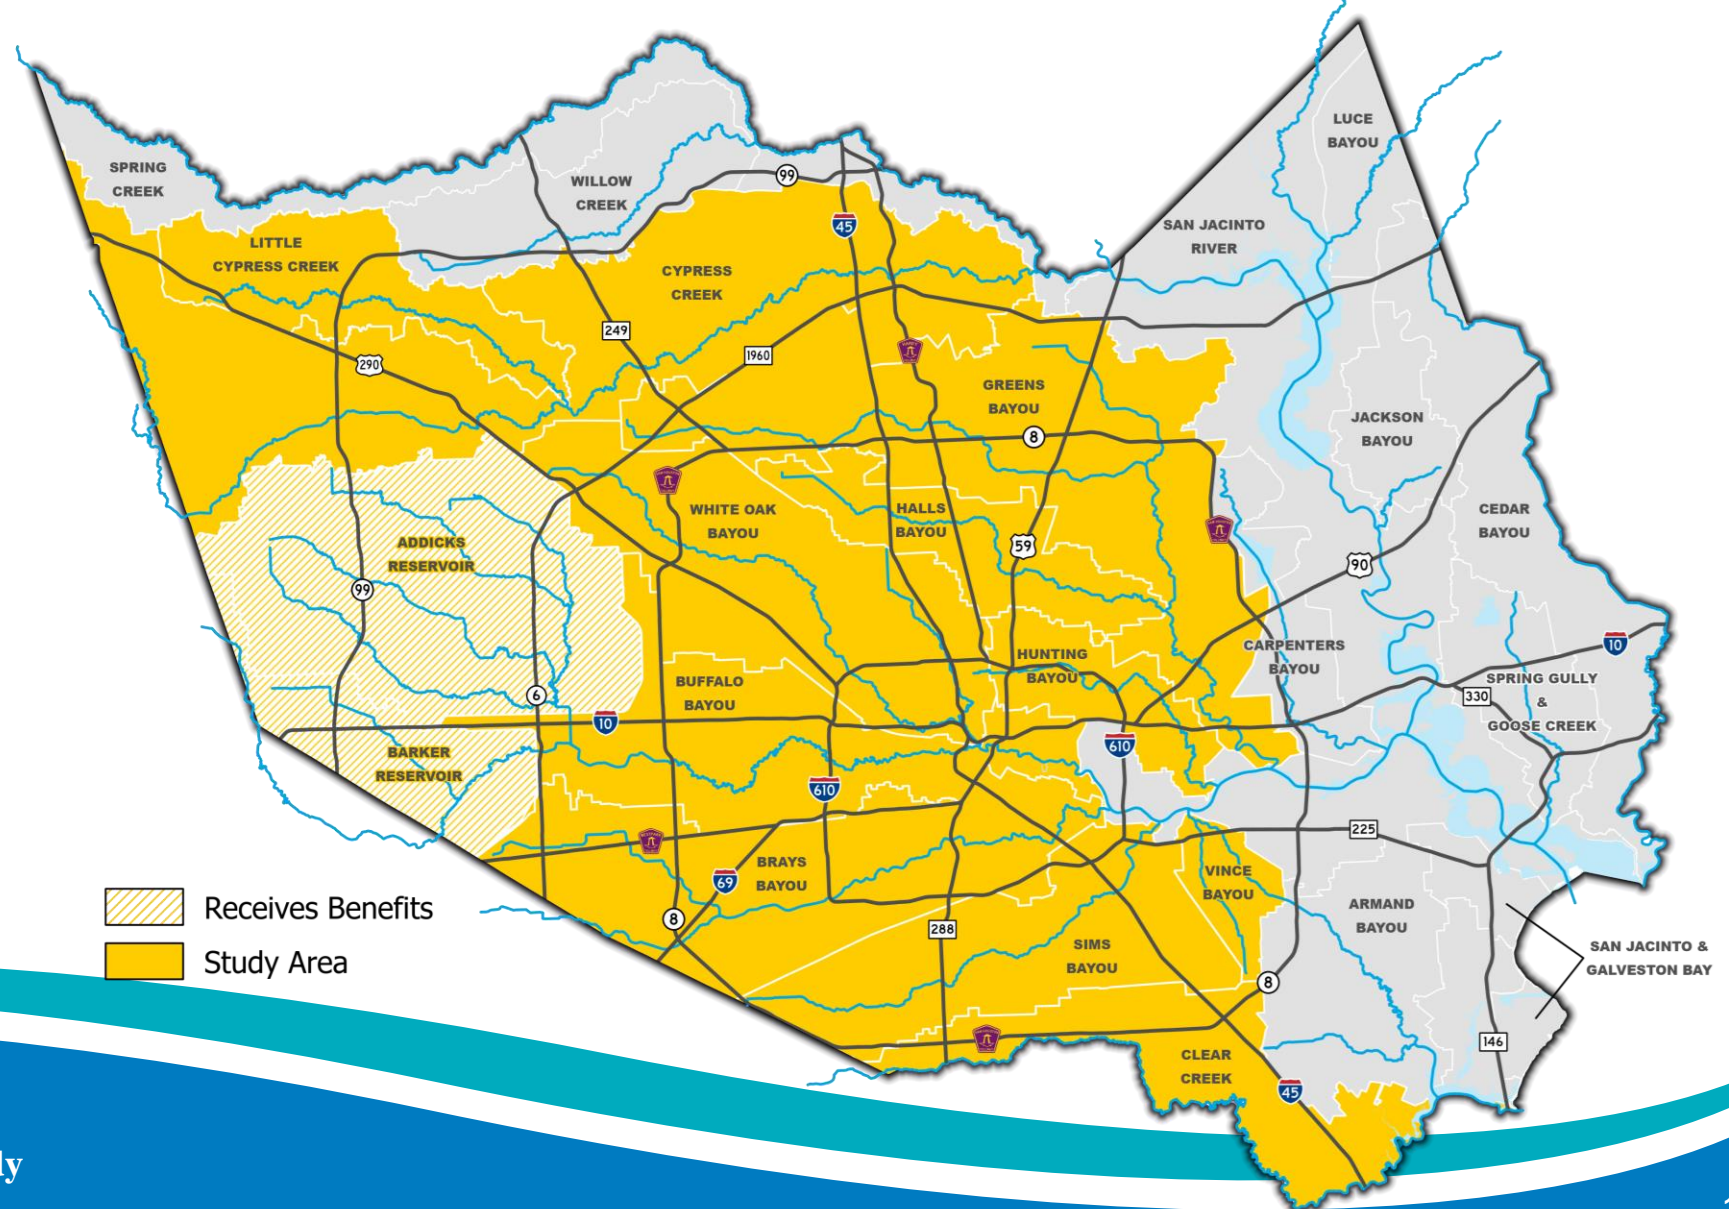 LUCE
BAYOU
SPRING
CREEK
WILLOW
CREEK
99
45
SAN JACINTO
RIVER
LITTLE
CYPRESS CREEK
CYPRESS
CREEK
249
1960
290
GREENS
BAYOU
JACKSON
BAYOU
8
WHITE OAK
BAYOU
HALLS
BAYOU
CEDAR
BAYOU
ADDICKS
RESERVOIR
59
90
99
HUNTING
BAYOU
CARPENTERS
BAYOU
10
BUFFALO
BAYOU
6
SPRING GULLY
&
GOOSE CREEK
330
10
BARKER
RESERVOIR
610
610
225
BRAYS
BAYOU
69
VINCE
BAYOU
ARMAND
BAYOU
8
288
SIMS
BAYOU
SAN JACINTO &
GALVESTON BAY
8
146
CLEAR
CREEK
45
Receives Benefits
Study Area